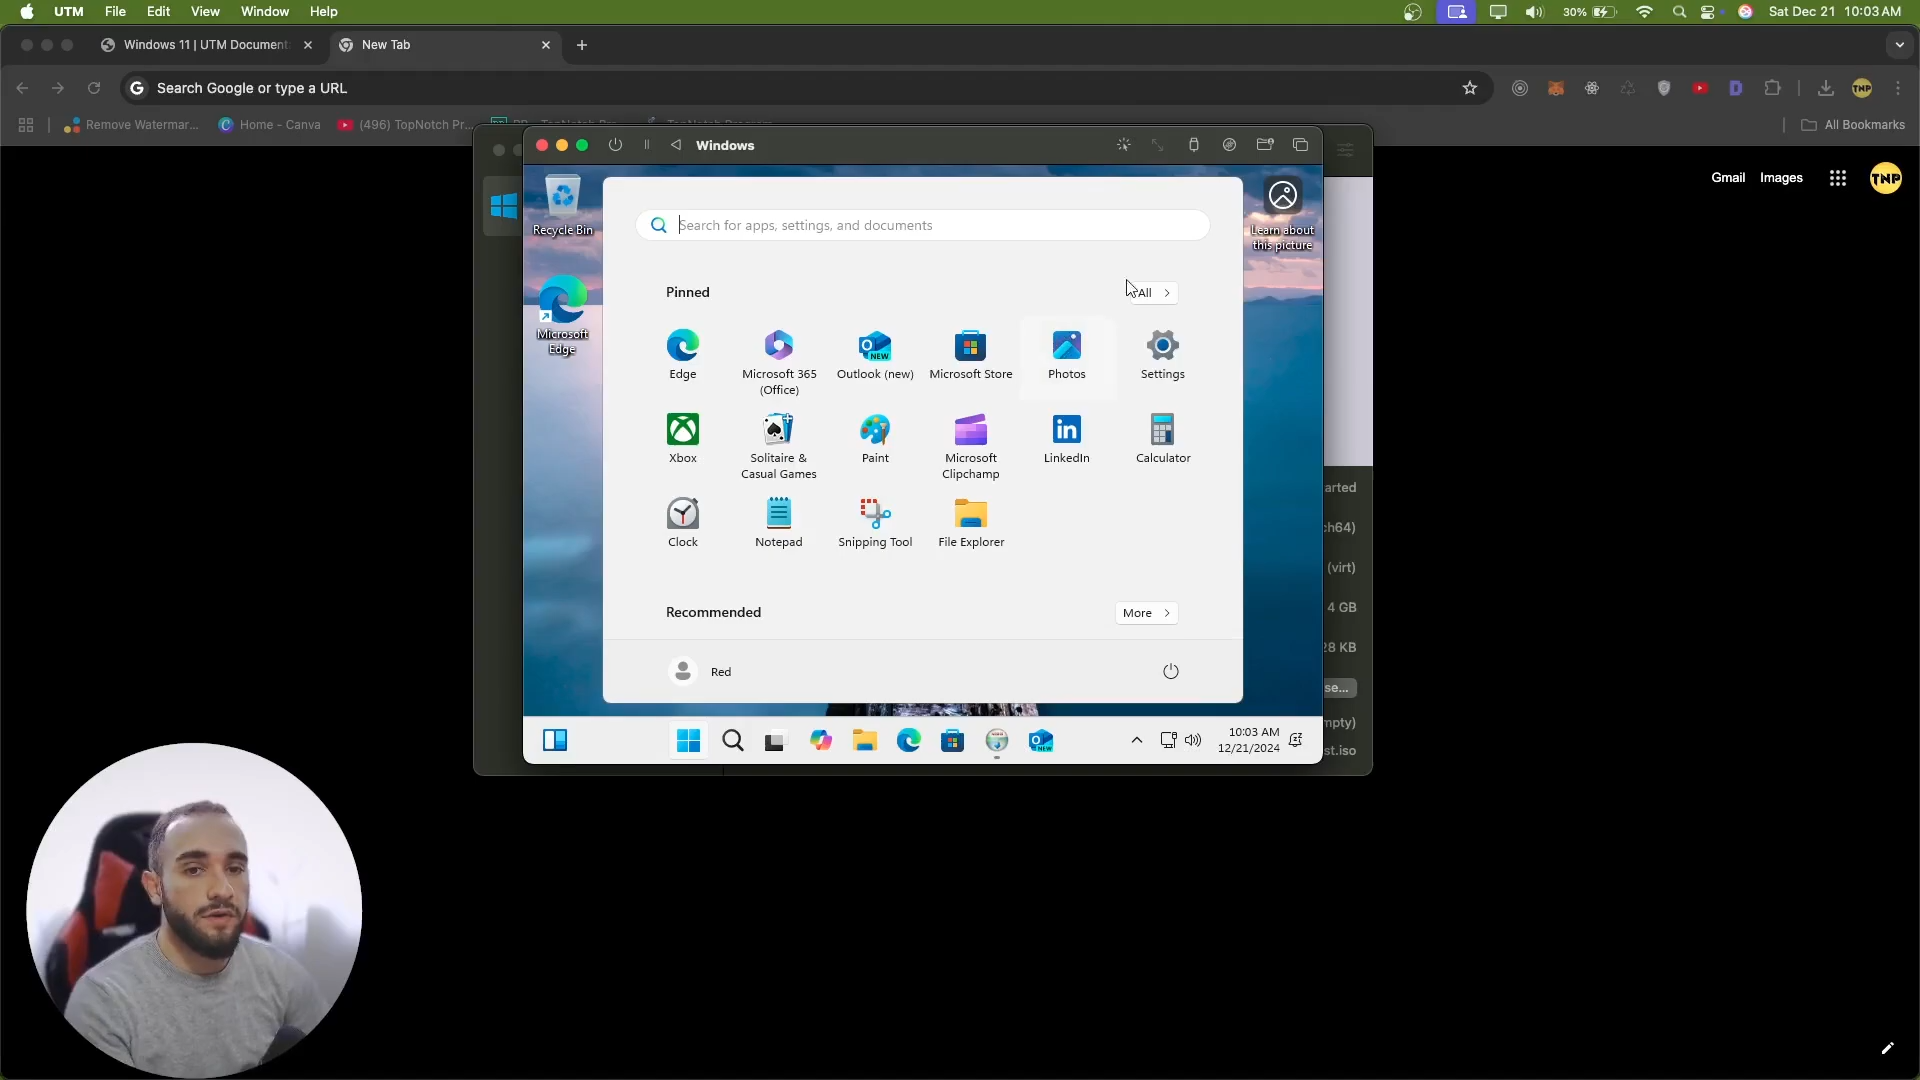 UTM File Edit View Window Help
30% Sat Dec 21 10:03 AM
Windows 11 | UTM Document
New Tab
Search Google or type a URL
TNP
Remove Watermar...
Home - Canva
(496) TopNotch Pr...
All Bookmarks
Gmail Images
TNP
Windows
Recycle Bin
Microsoft
Edge
Learn about
this picture
Search for apps, settings, and documents
Pinned
All
Edge
Microsoft 365
(Office)
NEW
Outlook (new)
Microsoft Store
Photos
Settings
Xbox
Solitaire &
Casual Games
Paint
Microsoft
Clipchamp
LinkedIn
Calculator
Clock
Notepad
Snipping Tool
File Explorer
Recommended
More
Red
arted
ch64)
(virt)
4 GB
28 KB
se...
mpty)
st.iso
NEW
10:03 AM
12/21/2024